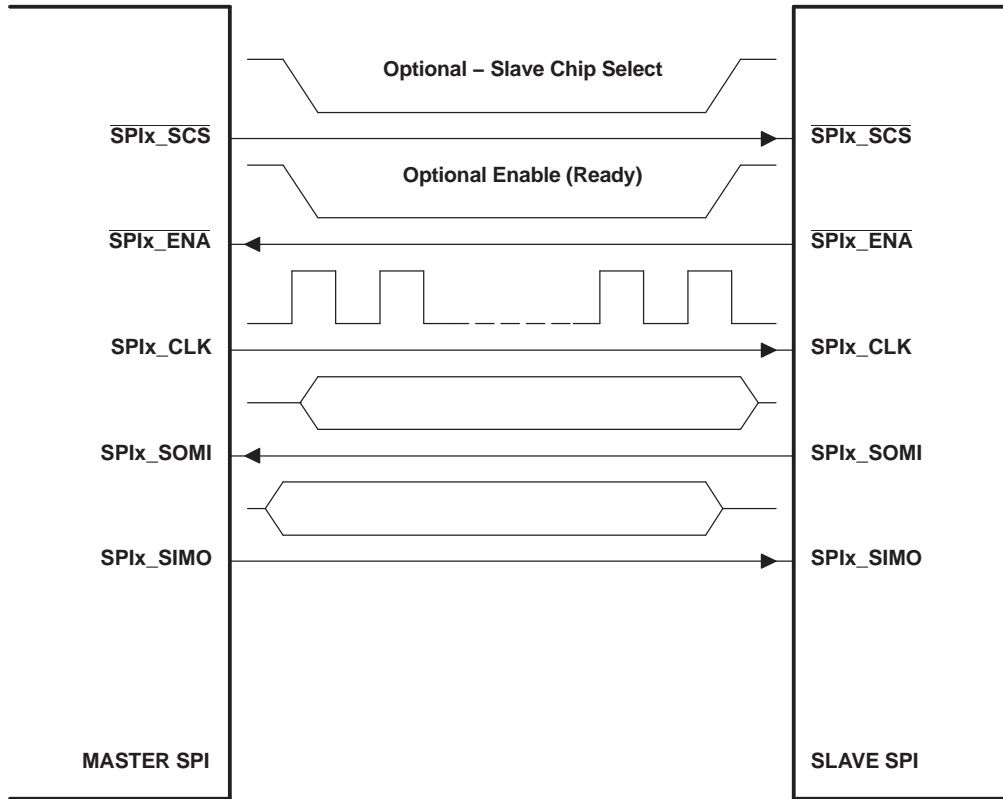 Optional – Slave Chip Select
SPIx_SCS SPIx_SCS
Optional Enable (Ready)
SPIx_ENA SPIx_ENA
SPIx_CLK SPIx_CLK
SPIx_SOMI SPIx_SOMI
SPIx_SIMO SPIx_SIMO
MASTER SPI SLAVE SPI